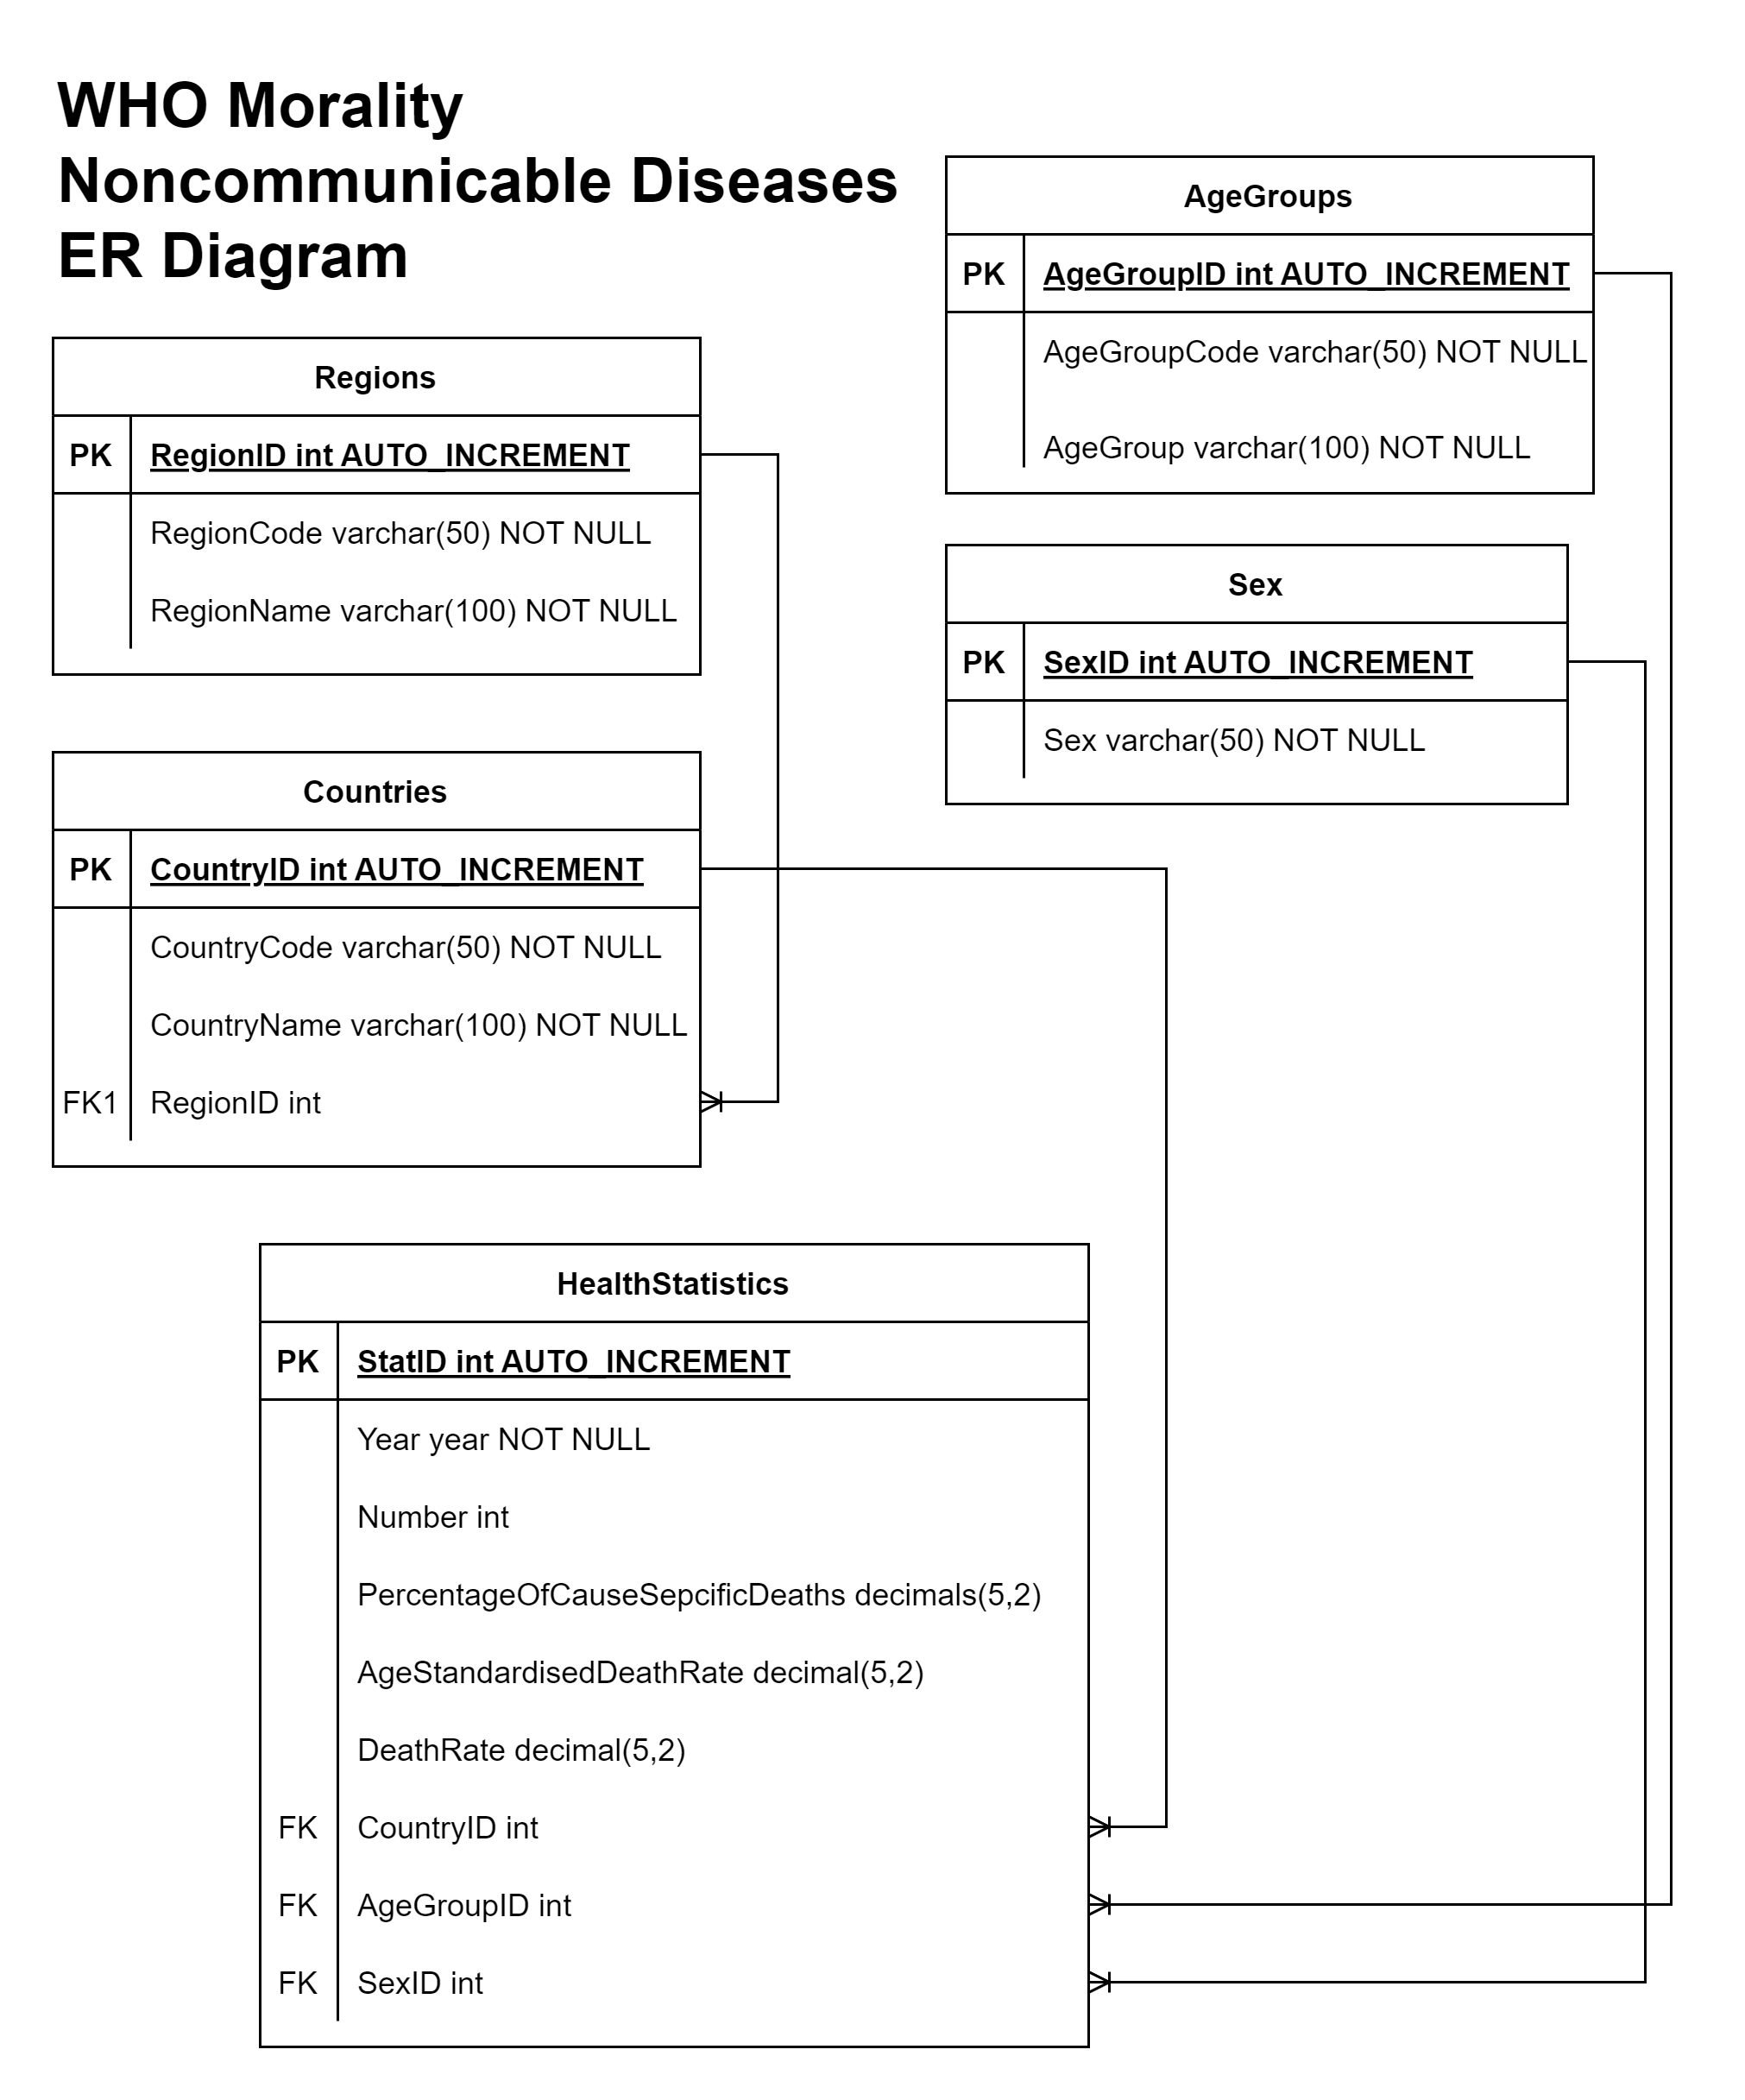 WHO Morality
Noncommunicable Diseases
ER Diagram
Regions
PK RegionID int AUTO_INCREMENT
RegionCode varchar(50) NOT NULL
RegionName varchar(100) NOT NULL
Countries
PK CountryID int AUTO_INCREMENT
CountryCode varchar(50) NOT NULL
CountryName varchar(100) NOT NULL
FK1 RegionID int
AgeGroups
PK AgeGroupID int AUTO_INCREMENT
AgeGroupCode varchar(50) NOT NULL
AgeGroup varchar(100) NOT NULL
Sex
PK SexID int AUTO_INCREMENT
Sex varchar(50) NOT NULL
HealthStatistics
PK StatID int AUTO_INCREMENT
Year year NOT NULL
Number int
PercentageOfCauseSepcificDeaths decimals(5,2)
AgeStandardisedDeathRate decimal(5,2)
DeathRate decimal(5,2)
FK CountryID int
FK AgeGroupID int
FK SexID int